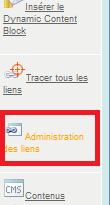 Insérer le
Dynamic Content
Block
Tracer tous les
liens
Administration
des liens
CMS
Contenus